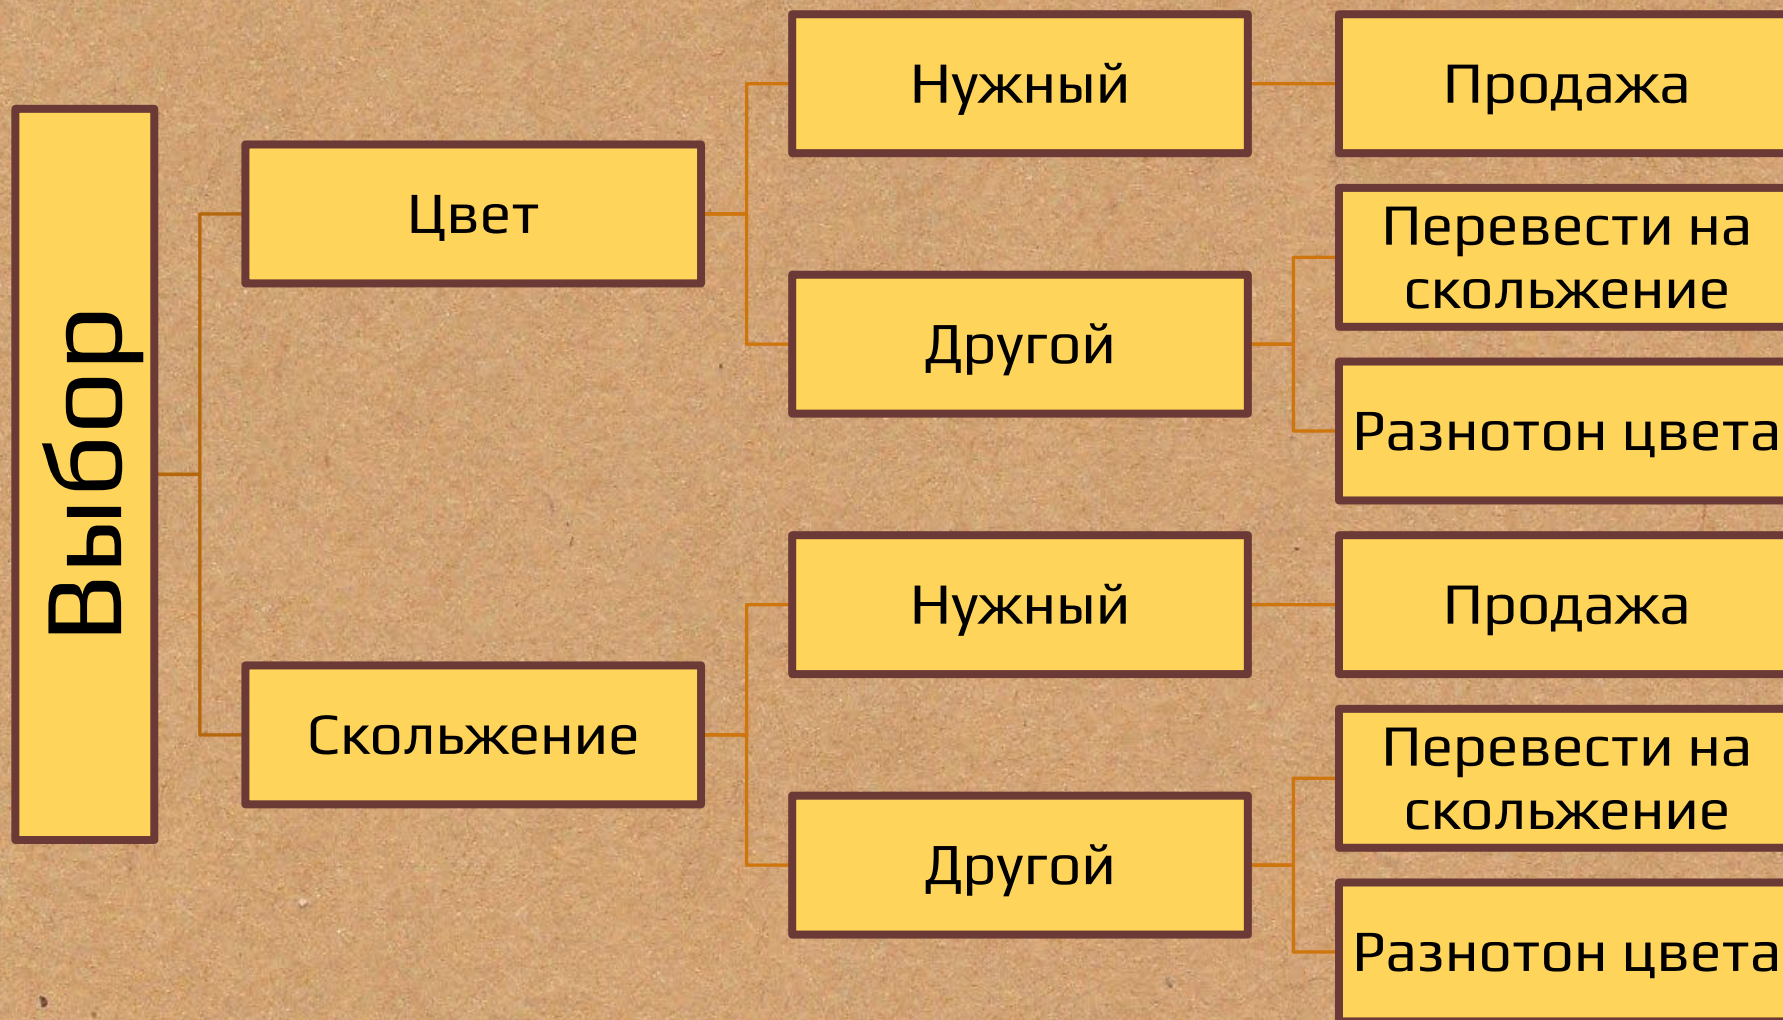 Выбор
Цвет
Нужный
Продажа
Другой
Перевести на
скольжение
Разнотон цвета
Скольжение
Нужный
Продажа
Другой
Перевести на
скольжение
Разнотон цвета